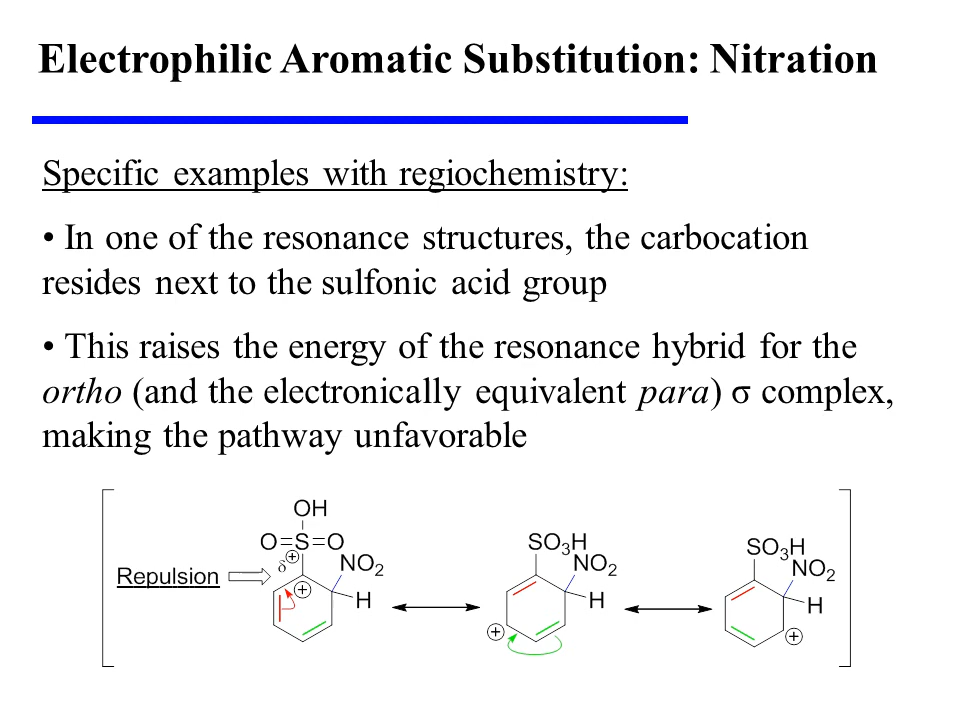 Electrophilic Aromatic Substitution: Nitration
Specific examples with regiochemistry:
• In one of the resonance structures, the carbocation
resides next to the sulfonic acid group
• This raises the energy of the resonance hybrid for the
ortho (and the electronically equivalent para) σ complex,
making the pathway unfavorable
OH
O=S=O
δ+
NO2
Repulsion
+
H
SO3H
NO2
H
+
SO3H
NO2
H
+